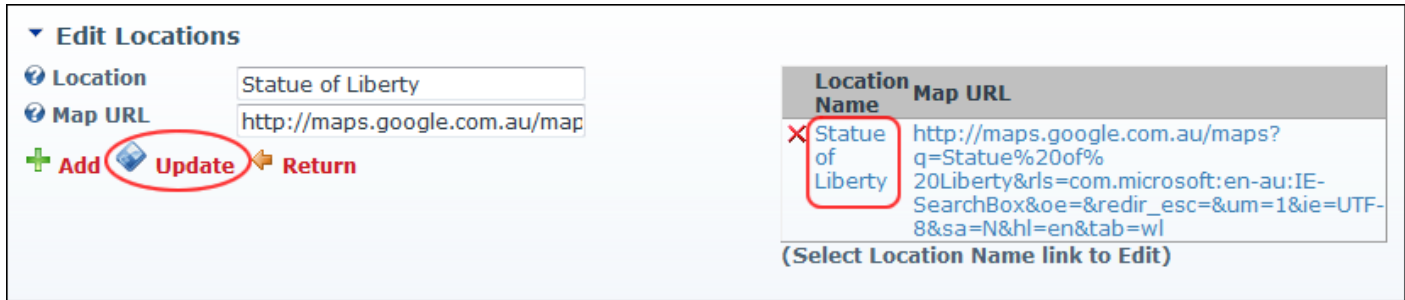 Edit Locations
Location
Statue of Liberty
Map URL
http://maps.google.com.au/map
Add Update Return
Location Name Map URL
Statue of Liberty
http://maps.google.com.au/maps?
q=Statue%20of%
20Liberty&rls=com.microsoft:en-au:IE-
SearchBox&oe=&redir_esc=&um=1&ie=UTF-
8&sa=N&hl=en&tab=wl
(Select Location Name link to Edit)